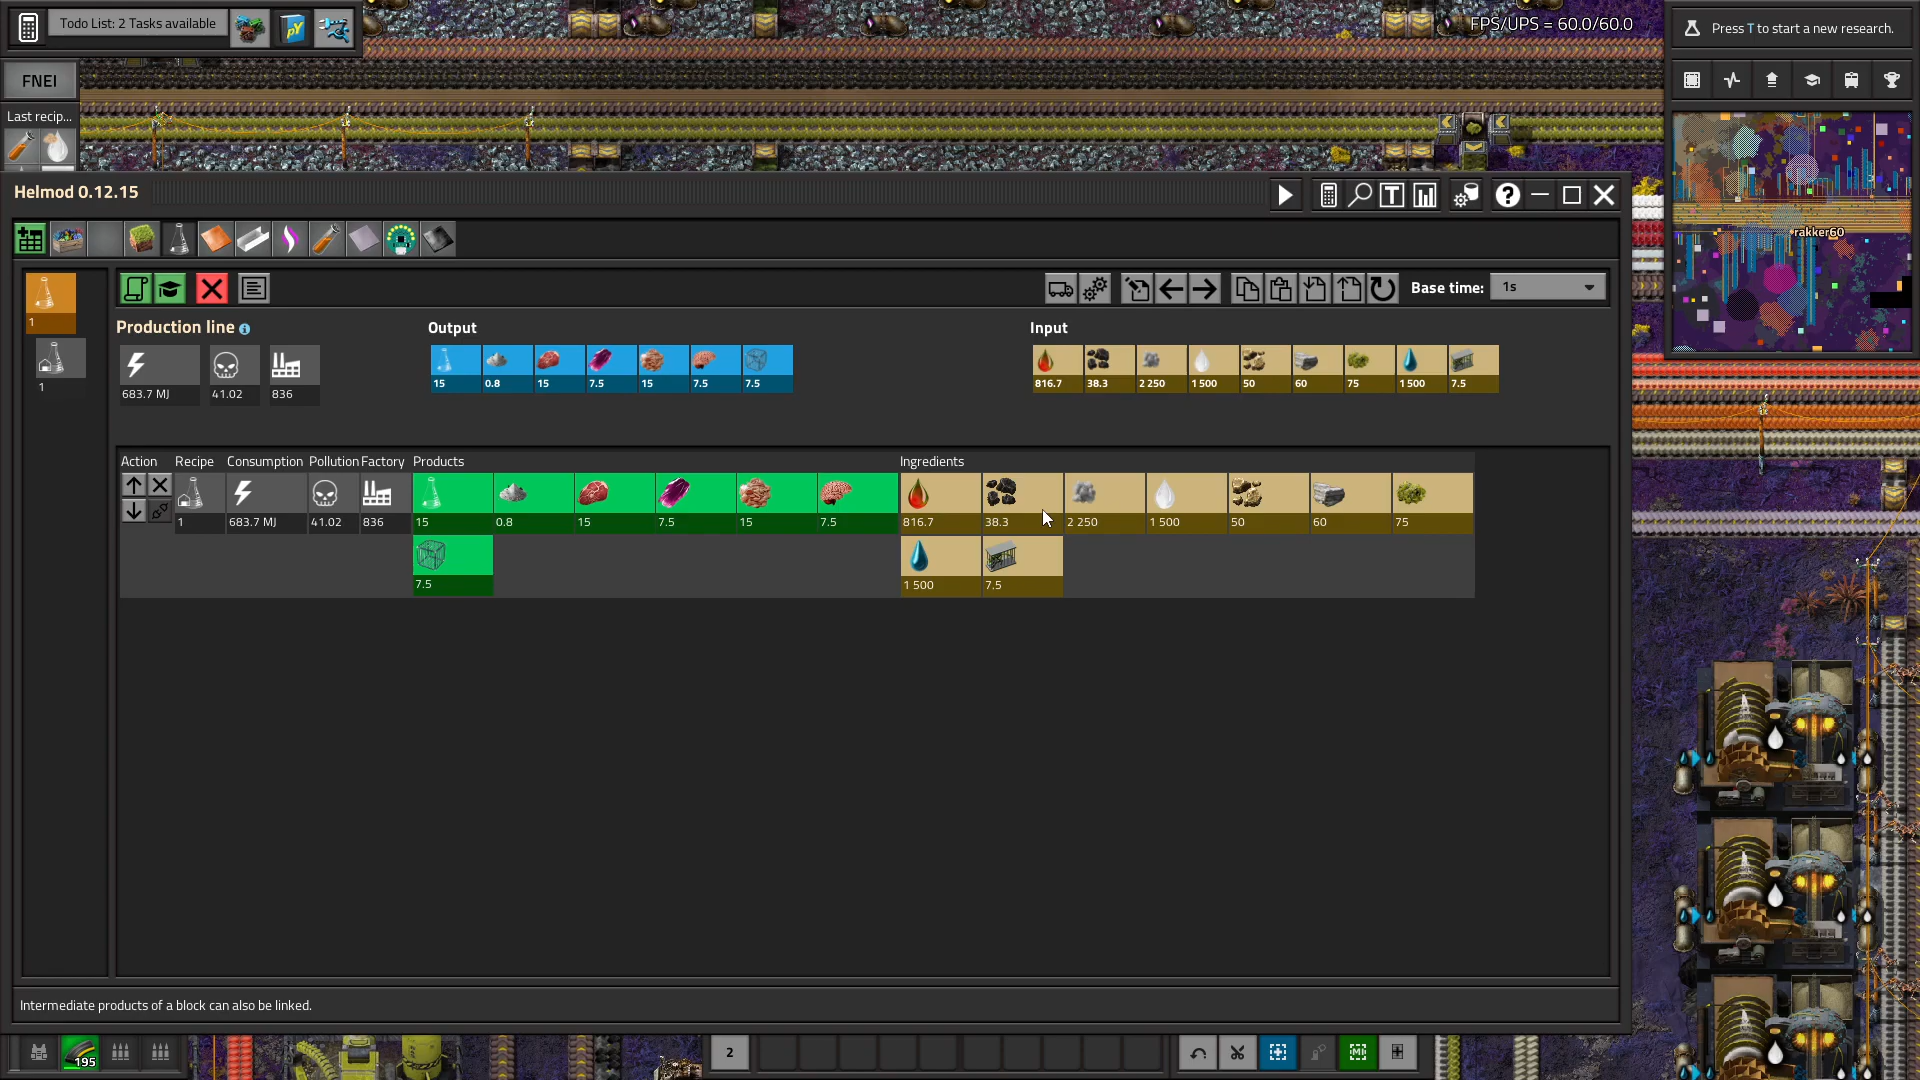 Todo List: 2 Tasks available
FPS/UPS = 60.0/60.0
Press T to start a new research.
FNEI
Last recip...
rakker60
Helmod 0.12.15
Base time: 1s
1
1
Production line
683.7 MJ 41.02 836
Output
15 0.8 15 7.5 15 7.5 7.5
Input
816.7 38.3 2 250 1 500 50 60 75 1 500 7.5
Action Recipe Consumption Pollution Factory Products Ingredients
1 683.7 MJ 41.02 836 15 0.8 15 7.5 15 7.5 816.7 38.3 2 250 1 500 50 60 75
7.5 1 500 7.5
Intermediate products of a block can also be linked.
195
2